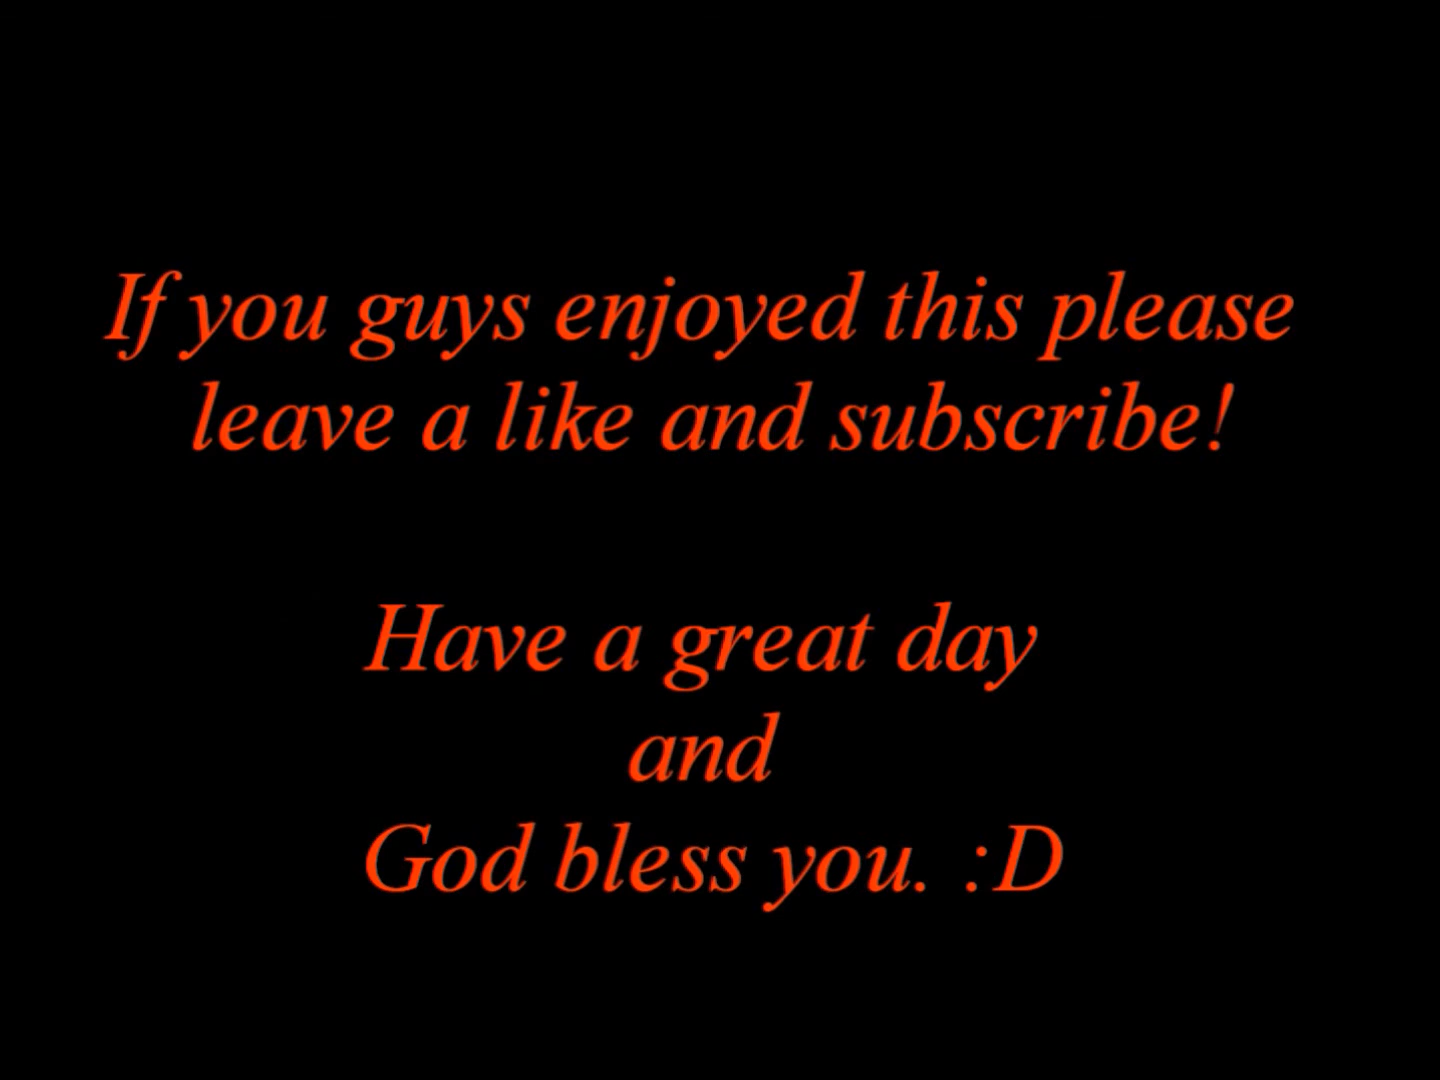 If you guys enjoyed this please
leave a like and subscribe!
Have a great day
and
God bless you. :D